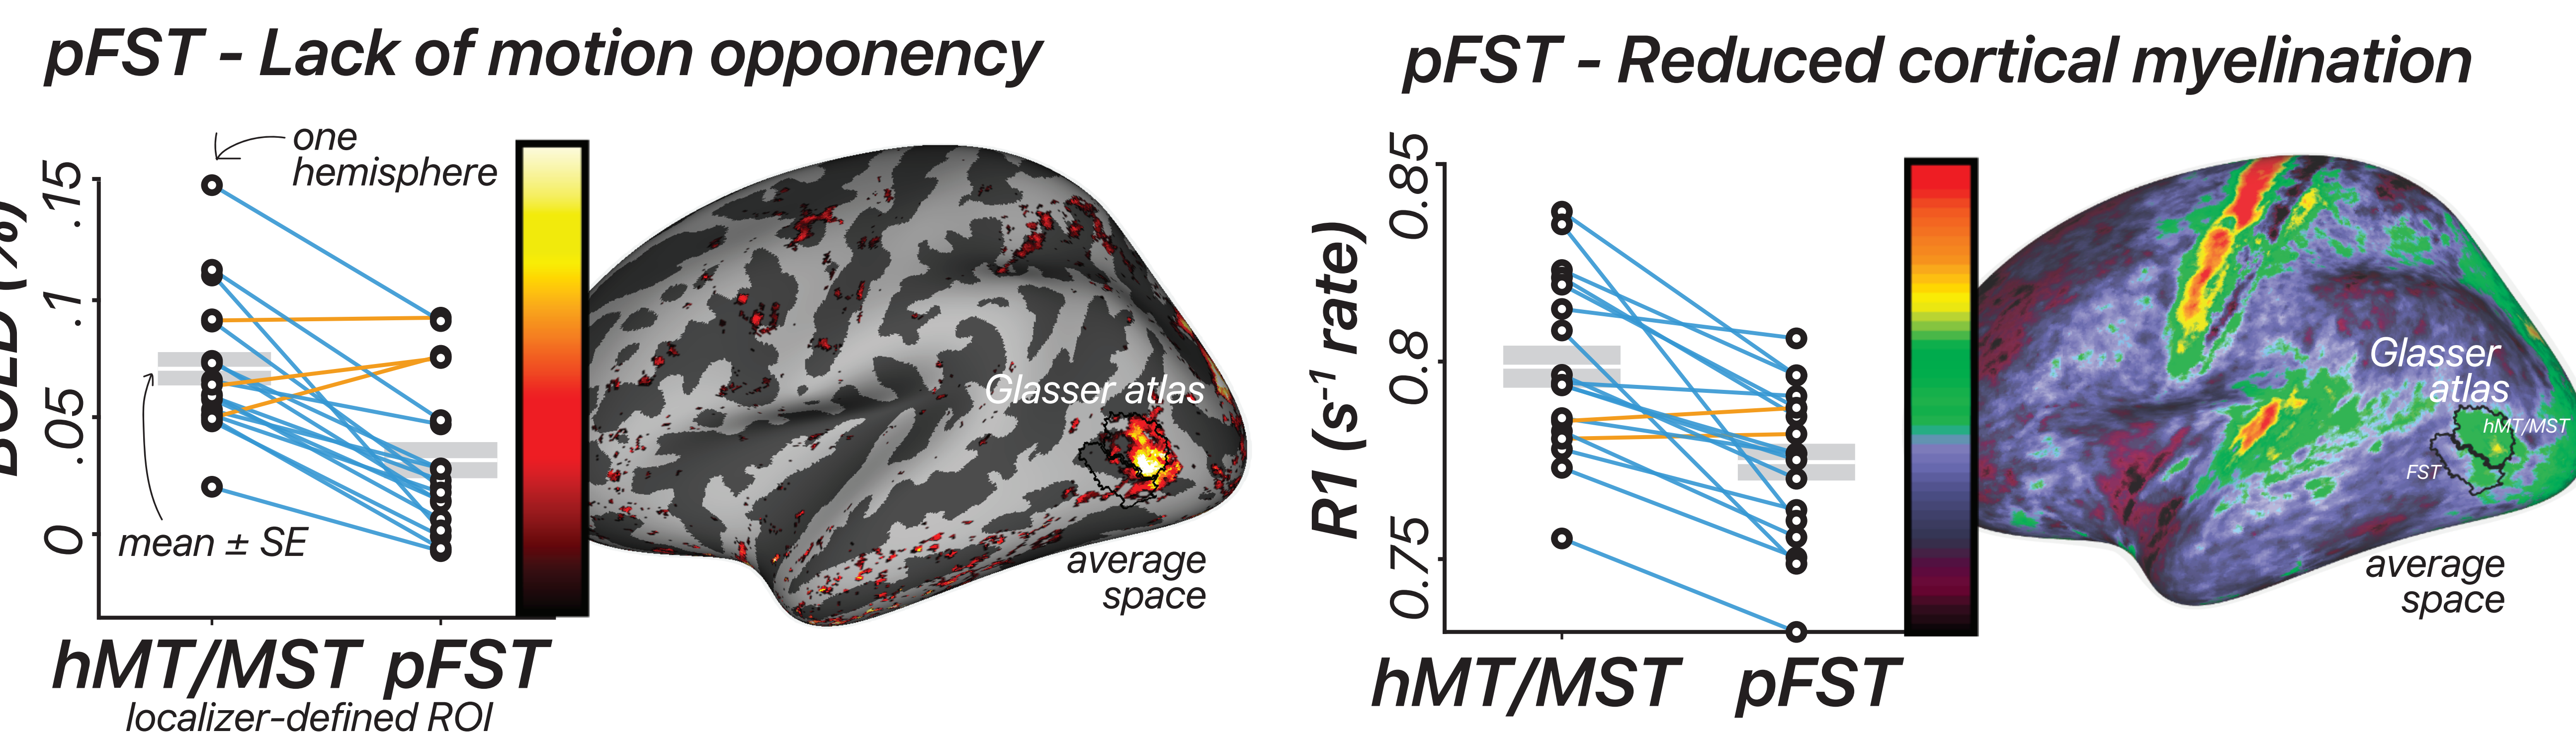 pFST - Lack of motion opponency
one
hemisphere
BOLD (%)
.15
.1
.05
0
mean ± SE
hMT/MST pFST
localizer-defined ROI
Glasser atlas
average
space
pFST - Reduced cortical myelination
R1 (s⁻¹ rate)
0.85
0.8
0.75
hMT/MST pFST
Glasser
atlas
hMT/MST
FST
average
space